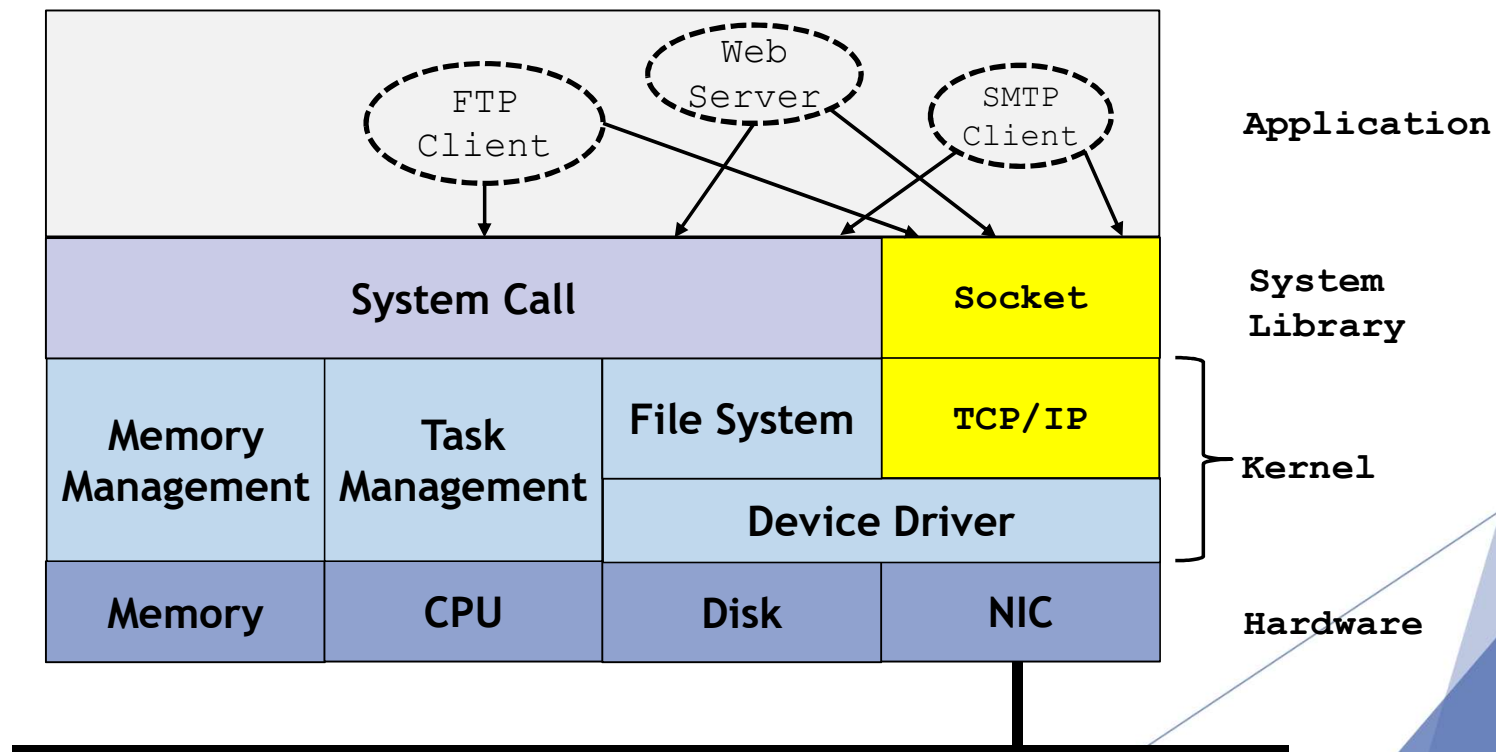 FTP
Client
Web
Server
SMTP
Client
Application
System Call
Socket
System
Library
Memory
Management
Task
Management
File System
TCP/IP
Device Driver
Kernel
Memory
CPU
Disk
NIC
Hardware